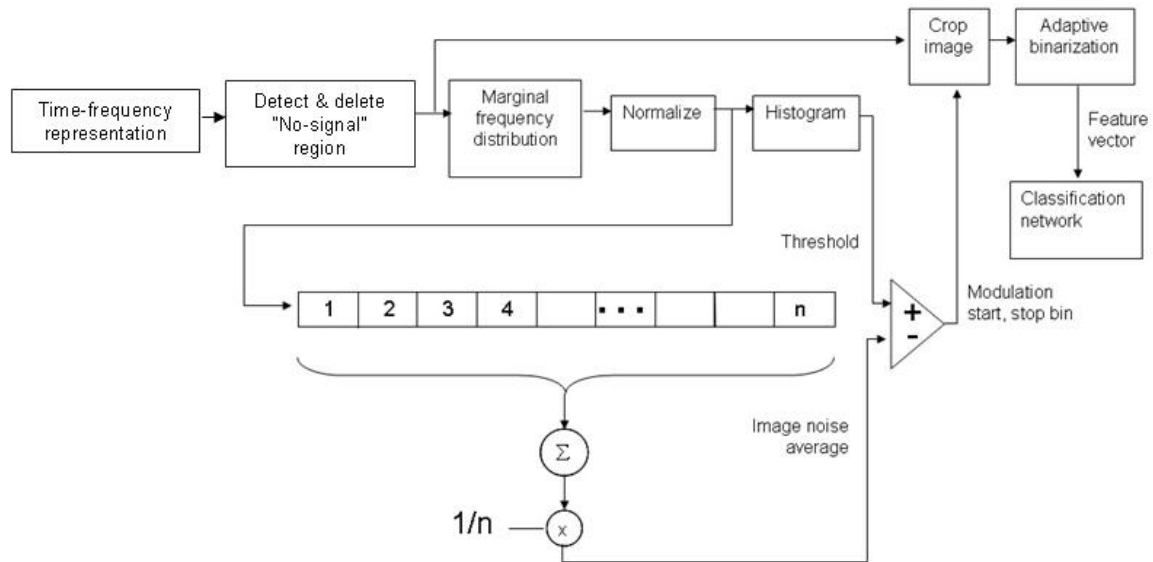 Crop
image
Adaptive
binarization
Time-frequency
representation
Detect & delete
"No-signal"
region
Marginal
frequency
distribution
Normalize
Histogram
Feature
vector
Classification
network
Threshold
1 2 3 4 ... n
+
-
Modulation
start, stop bin
Image noise
average
Σ
1/n
x